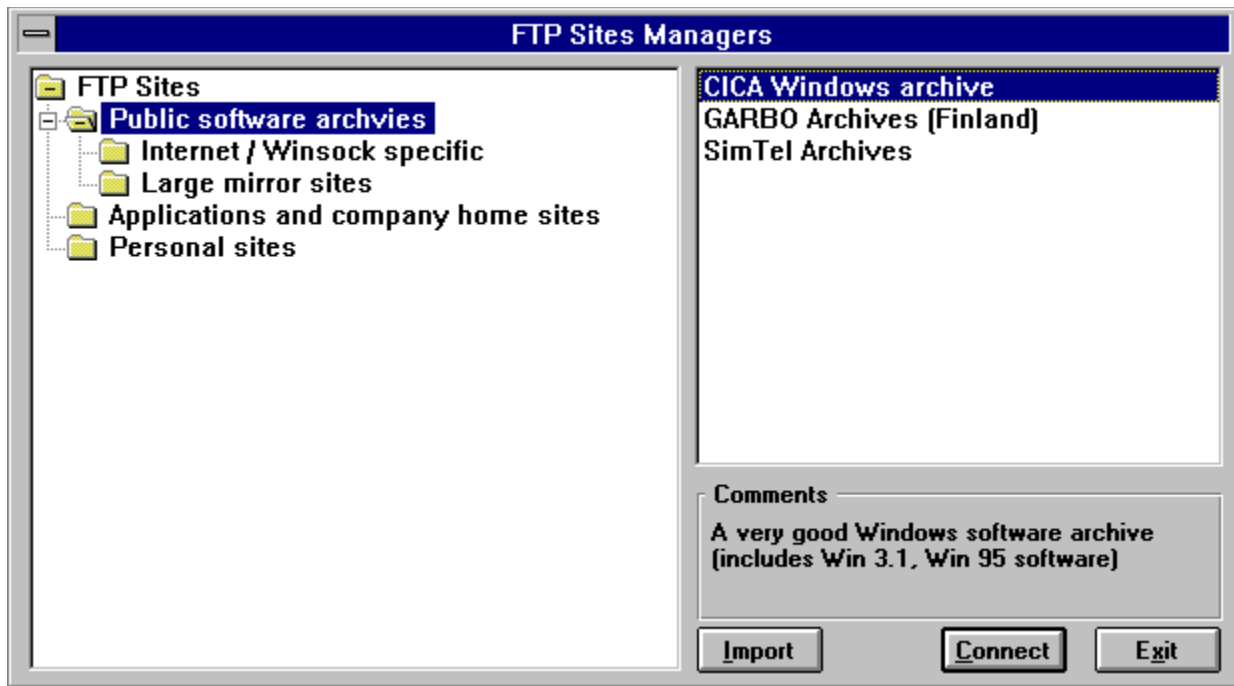 FTP Sites Managers
FTP Sites
Public software archvies
Internet / Winsock specific
Large mirror sites
Applications and company home sites
Personal sites
CICA Windows archive
GARBO Archives (Finland)
SimTel Archives
Comments
A very good Windows software archive
(includes Win 3.1, Win 95 software)
Import
Connect
Exit